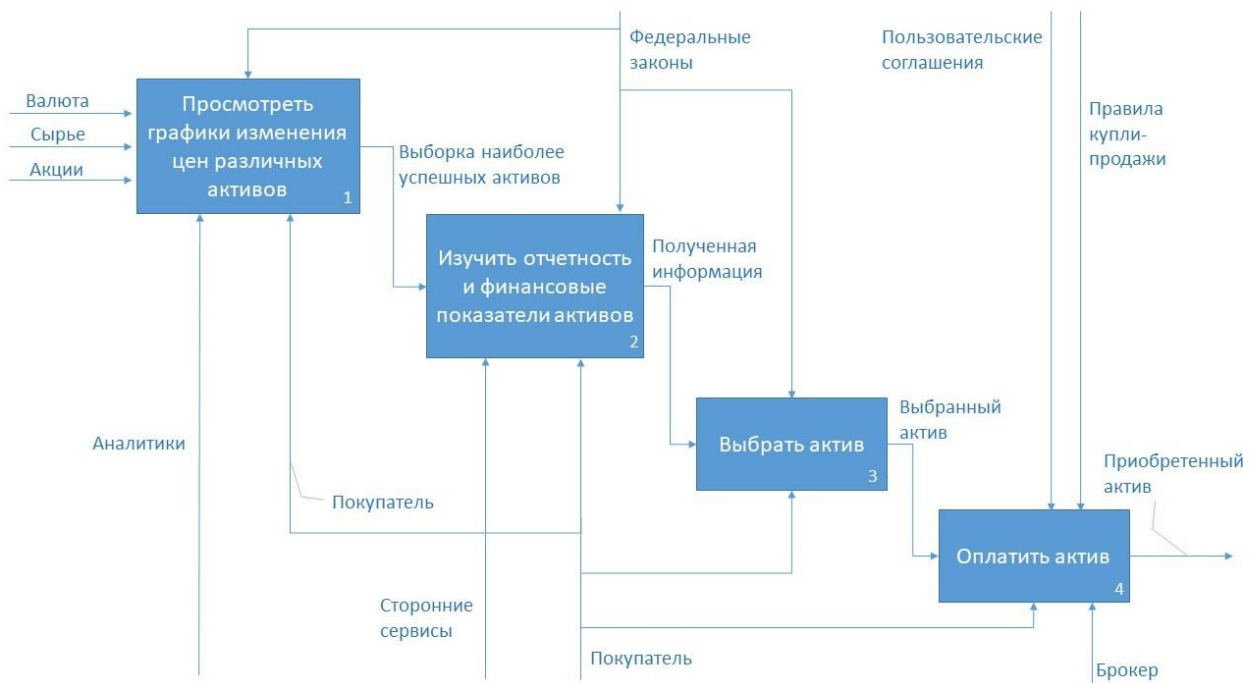 Федеральные
законы
Пользовательские
соглашения
Валюта
Сырье
Акции
Просмотреть
графики изменения
цен различных
активов
1
Правила
купли-
продажи
Выборка наиболее
успешных активов
Изучить отчетность
и финансовые
показатели активов
2
Полученная
информация
Аналитики
Выбрать актив
3
Выбранный
актив
Покупатель
Приобретенный
актив
Оплатить актив
4
Сторонние
сервисы
Покупатель
Брокер